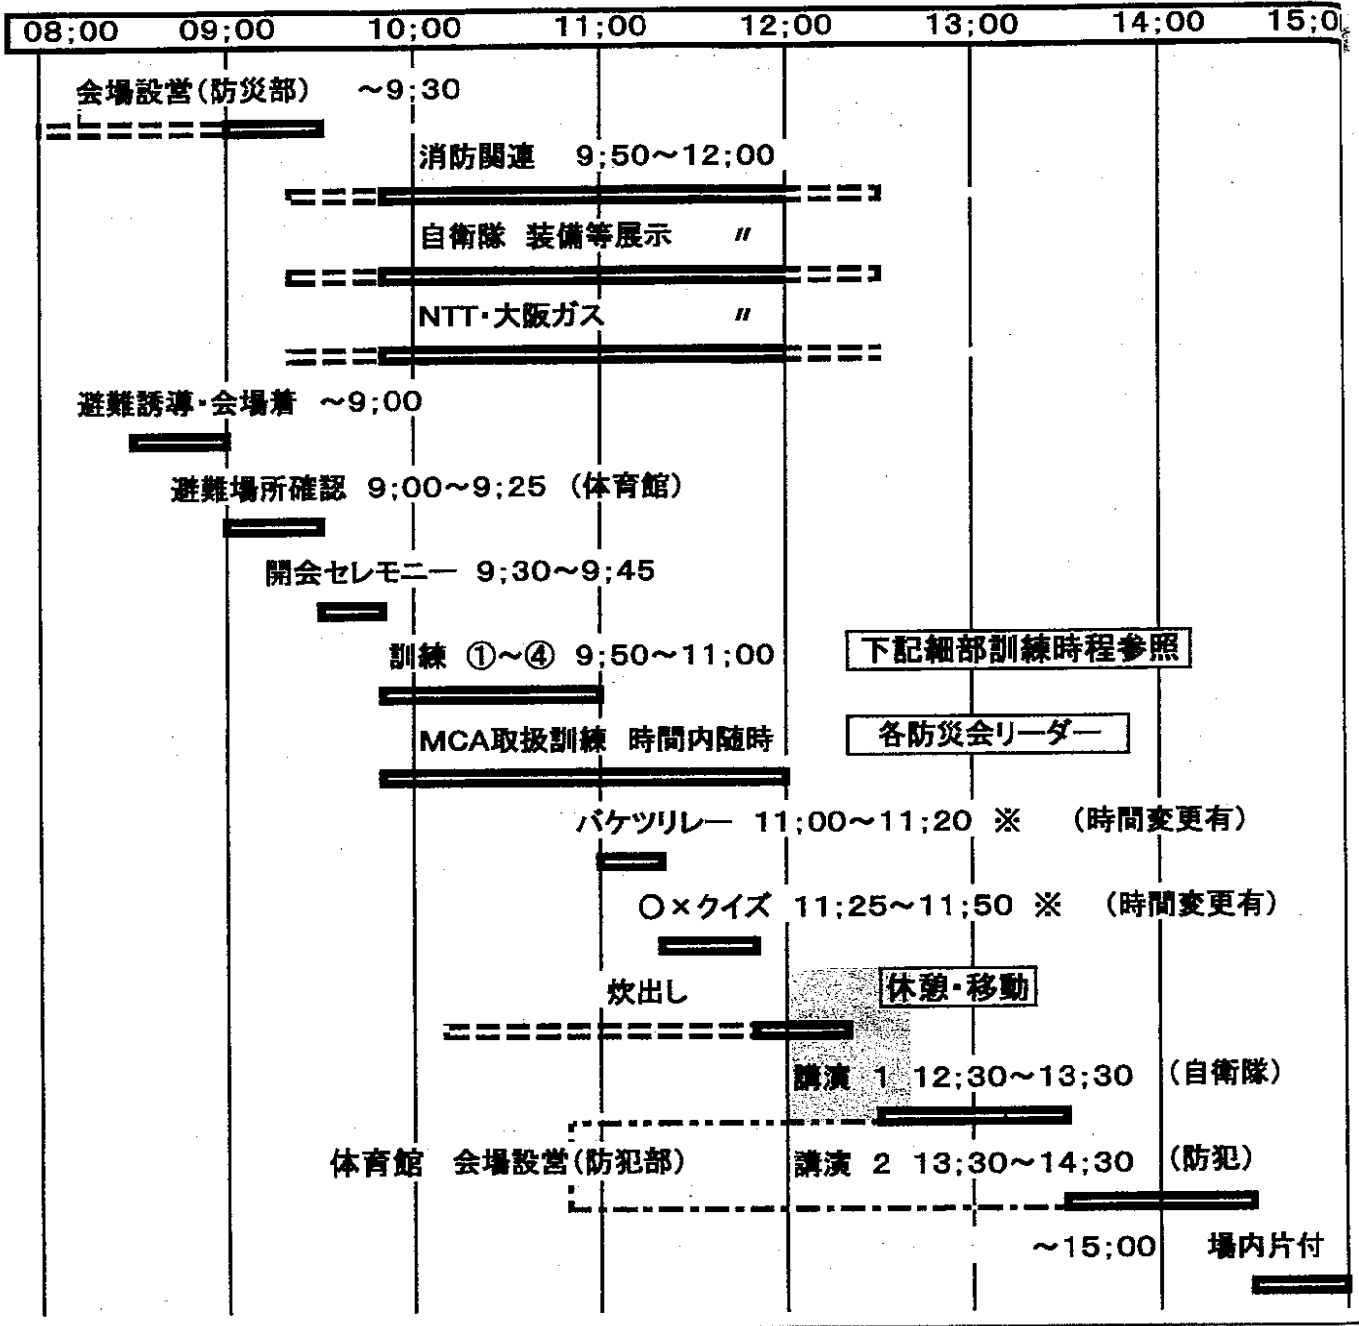 08;00 09;00 10;00 11;00 12;00 13;00 14;00 15;0
会場設営(防災部) ～9;30
消防関連 9;50～12;00
自衛隊 装備等展示 〃
NTT・大阪ガス 〃
避難誘導・会場着 ～9;00
避難場所確認 9;00～9;25 (体育館)
開会セレモニー 9;30～9;45
訓練 ①～④ 9;50～11;00 下記細部訓練時程参照
MCA取扱訓練 時間内随時 各防災会リーダー
バケツリレー 11;00～11;20 ※ (時間変更有)
○×クイズ 11;25～11;50 ※ (時間変更有)
炊出し 休憩・移動
講演 1 12;30～13;30 (自衛隊)
体育館 会場設営(防犯部) 講演 2 13;30～14;30 (防犯)
～15;00 場内片付